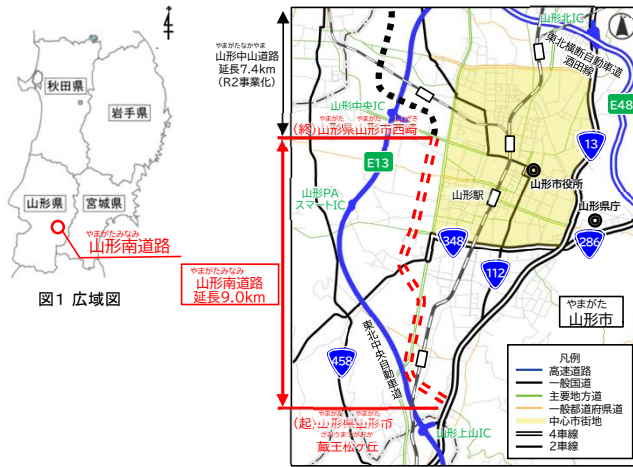 4
秋田県
岩手県
山形県
宮城県
やまがたみなみ
山形南道路
図1 広域図
やまがたなかやま
山形中山道路
延長7.4km
（R2事業化）
やまがたみなみ
山形南道路
延長9.0km
山形北IC
東北横断自動車道
酒田線
E48
山形中央IC
(終)山形県山形市西崎
E13
13
山形PA
スマートIC
山形駅
山形市役所
山形県庁
348
286
112
やまがた
山形市
東北中央自動車道
458
(起)山形県山形市
ざおうまつがおか
蔵王松ケ丘
山形上山IC
凡例
高速道路
一般国道
主要地方道
一般都道府県道
中心市街地
4車線
2車線